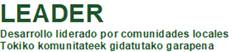 LEADER
Desarrollo liderado por comunidades locales
Tokiko komunitateek gidatutako garapena